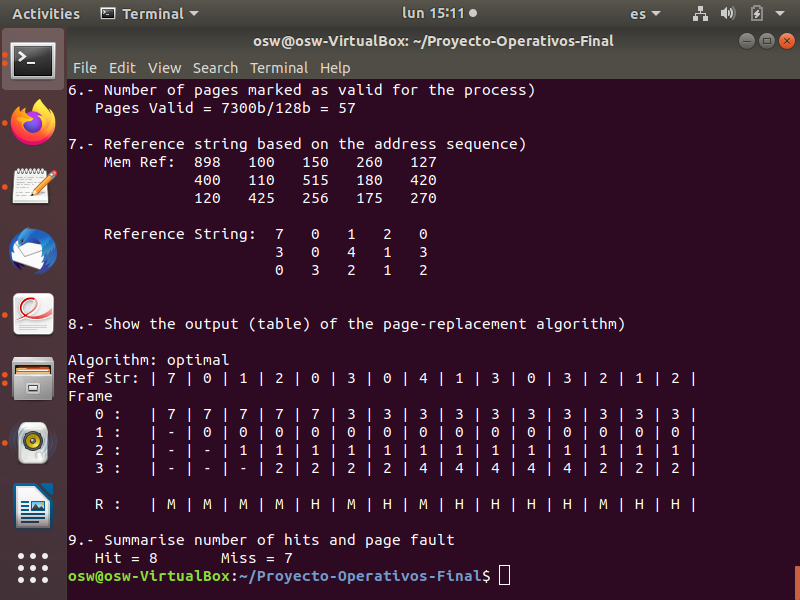 Activities Terminal lun 15:11 es
osw@osw-VirtualBox: ~/Proyecto-Operativos-Final
File Edit View Search Terminal Help
6.- Number of pages marked as valid for the process)
Pages Valid = 7300b/128b = 57
7.- Reference string based on the address sequence)
Mem Ref: 898 100 150 260 127
400 110 515 180 420
120 425 256 175 270
Reference String: 7 0 1 2 0
3 0 4 1 3
0 3 2 1 2
8.- Show the output (table) of the page-replacement algorithm)
Algorithm: optimal
Ref Str: | 7 | 0 | 1 | 2 | 0 | 3 | 0 | 4 | 1 | 3 | 0 | 3 | 2 | 1 | 2 |
Frame
0 : | 7 | 7 | 7 | 7 | 7 | 3 | 3 | 3 | 3 | 3 | 3 | 3 | 3 | 3 | 3 |
1 : | - | 0 | 0 | 0 | 0 | 0 | 0 | 0 | 0 | 0 | 0 | 0 | 0 | 0 | 0 |
2 : | - | - | 1 | 1 | 1 | 1 | 1 | 1 | 1 | 1 | 1 | 1 | 1 | 1 | 1 |
3 : | - | - | - | 2 | 2 | 2 | 2 | 4 | 4 | 4 | 4 | 4 | 2 | 2 | 2 |
R : | M | M | M | M | H | M | H | M | H | H | H | H | M | H | H |
9.- Summarise number of hits and page fault
Hit = 8 Miss = 7
osw@osw-VirtualBox:~/Proyecto-Operativos-Final$